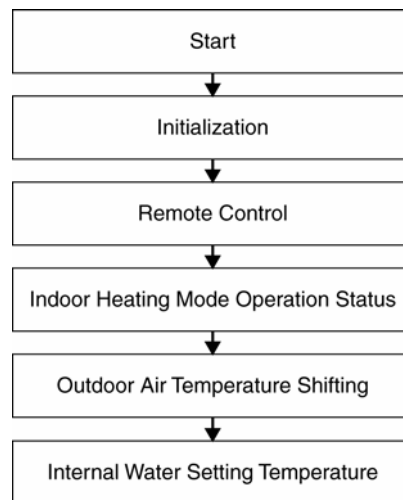 Start
Initialization
Remote Control
Indoor Heating Mode Operation Status
Outdoor Air Temperature Shifting
Internal Water Setting Temperature